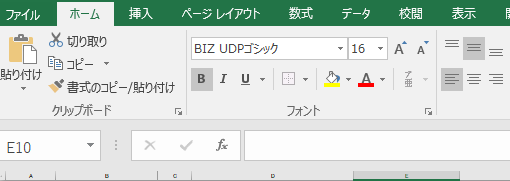 ファイル ホーム 挿入 ページ レイアウト 数式 データ 校閲 表示 開
切り取り
BIZ UDPゴシック 16 A A
コピー
貼り付け
書式のコピー/貼り付け
B I U A ア 亜
クリップボード フォント
E10 fx
A B C D E